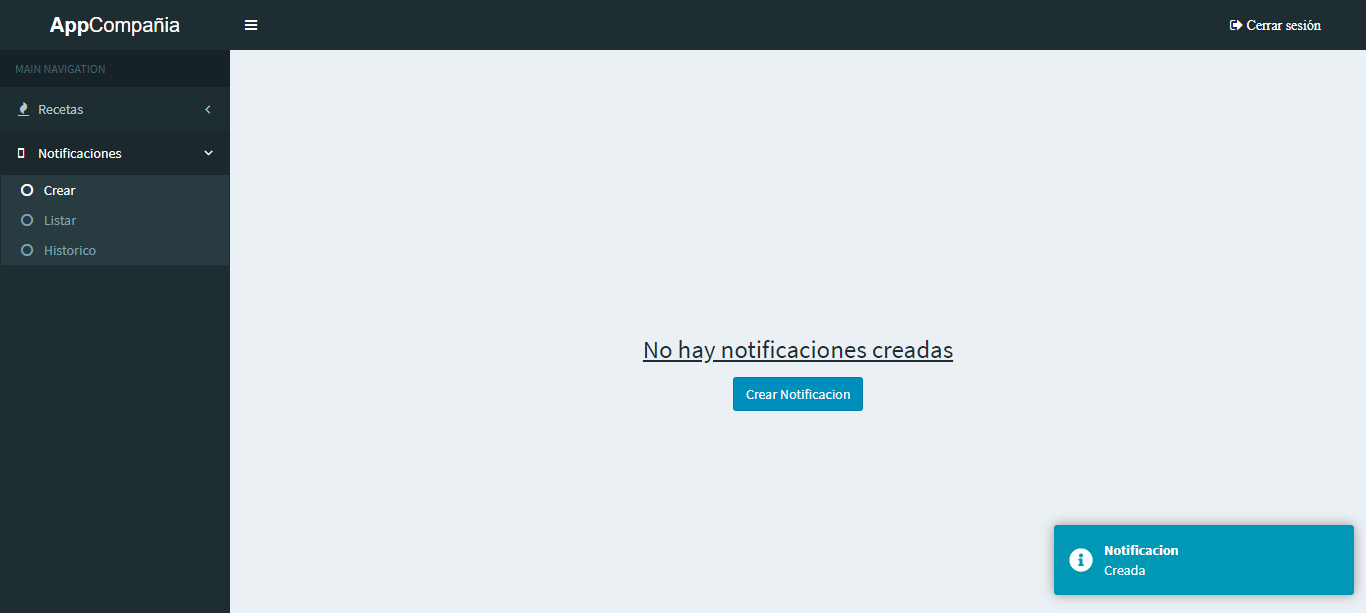 AppCompañia
Cerrar sesión
MAIN NAVIGATION
Recetas
Notificaciones
Crear
Listar
Historico
No hay notificaciones creadas
Crear Notificacion
Notificacion
Creada